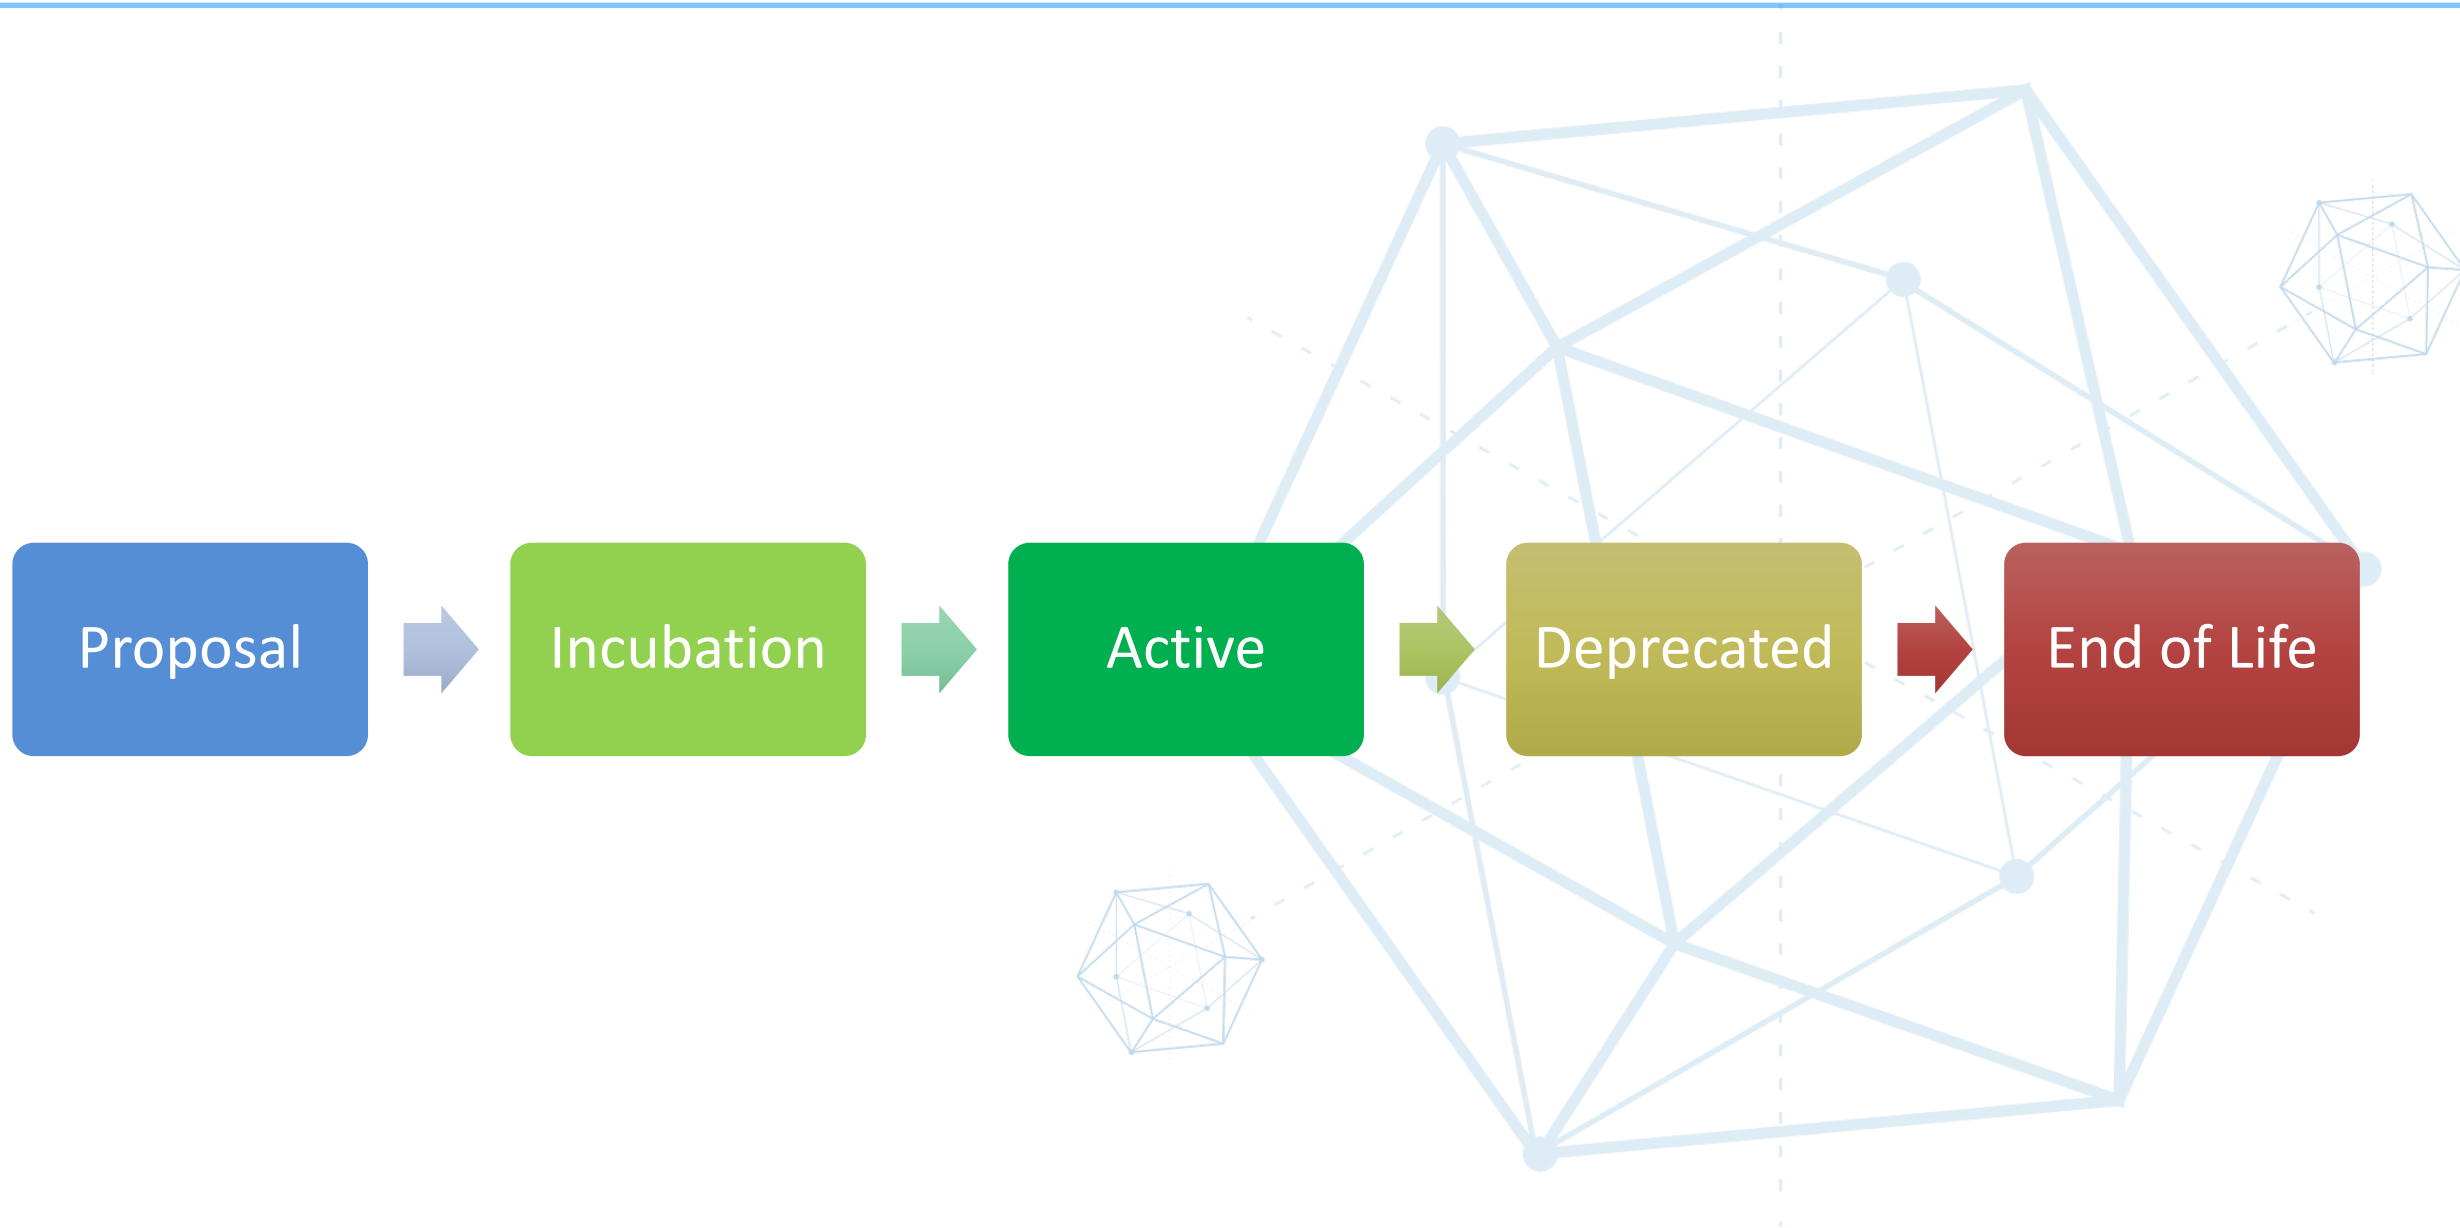 Proposal
Incubation
Active
Deprecated
End of Life